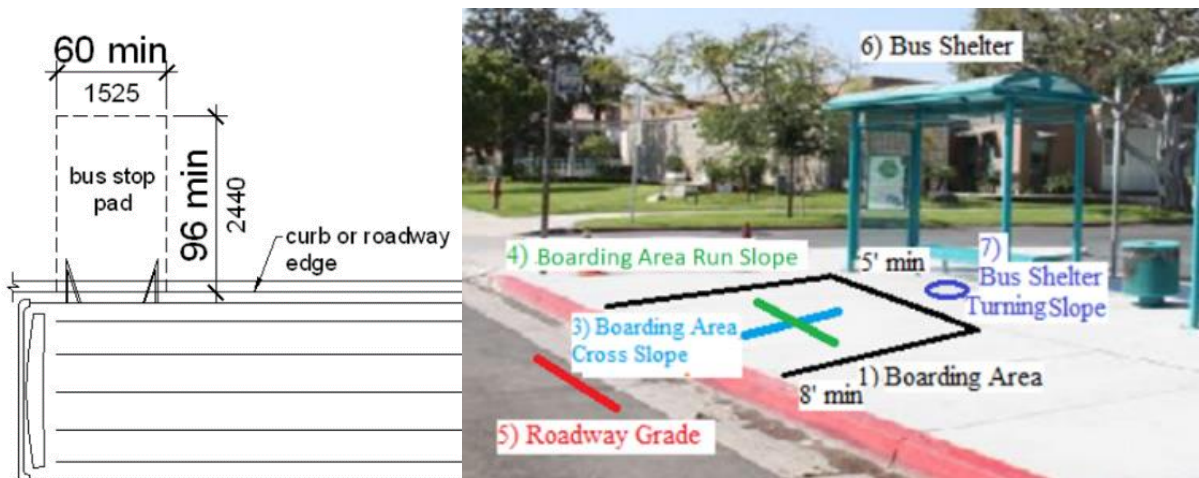 60 min
1525
bus stop
pad
96 min
2440
curb or roadway
edge
6) Bus Shelter
4) Boarding Area Run Slope
5' min
7)
Bus Shelter
Turning Slope
3) Boarding Area
Cross Slope
1) Boarding Area
8' min
5) Roadway Grade